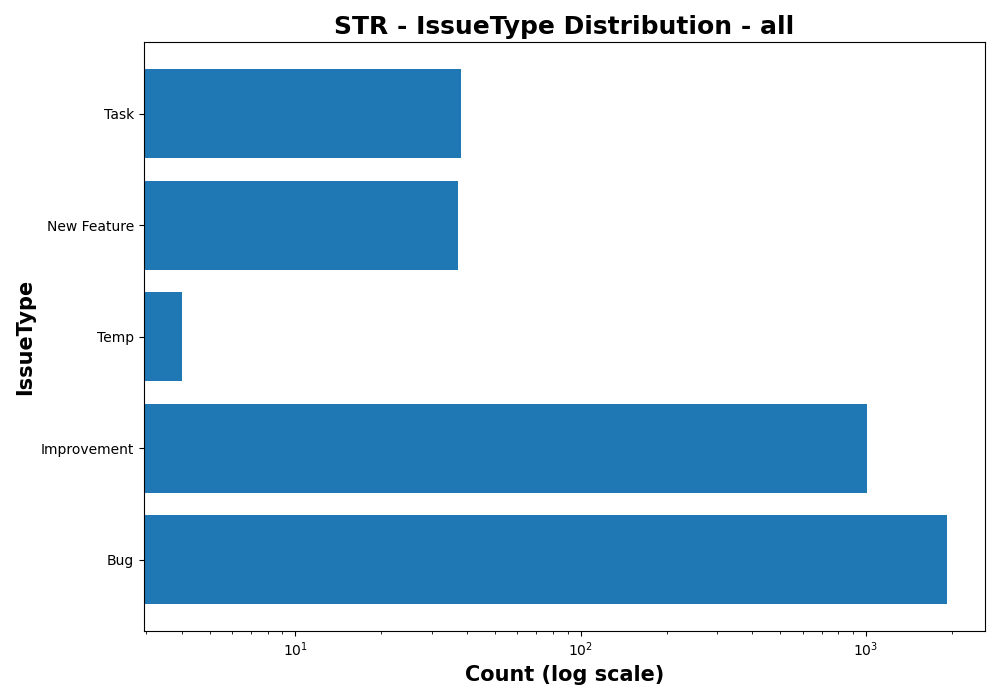 STR - IssueType Distribution - all
Task
New Feature
Temp
Improvement
Bug
IssueType
10¹
10²
10³
Count (log scale)